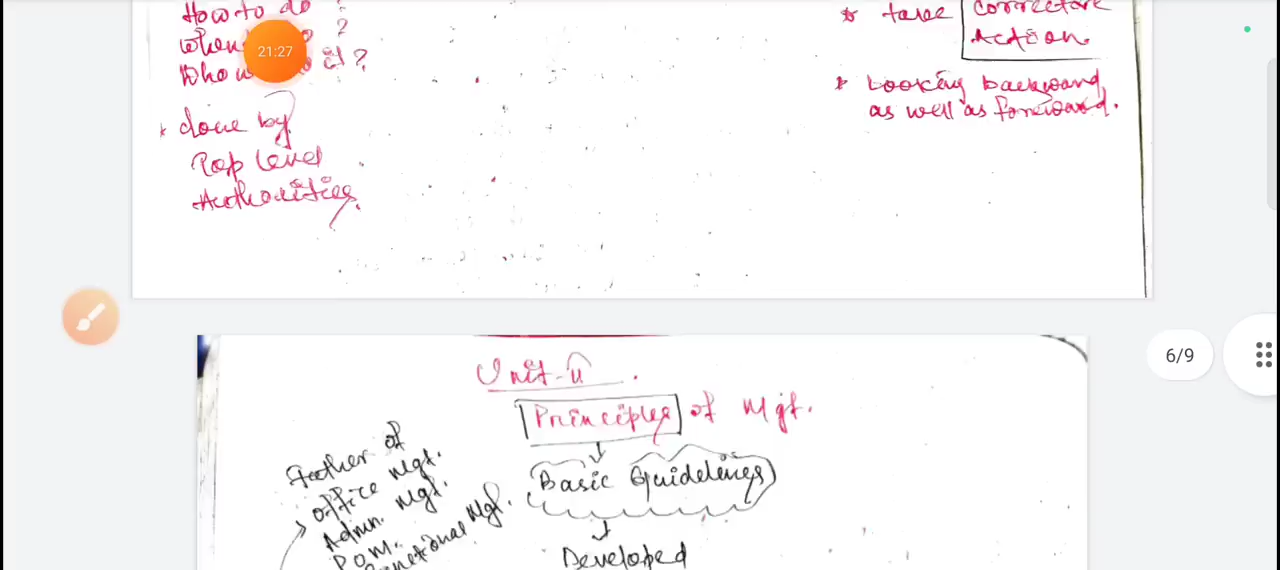 How to do ?
When ?
Who it?
21:27
* done by
Top Level
Authorities.
* take Corrective
Action.
* Looking backward
as well as forward.
6/9
Unit-II.
Principles of Mgt.
Basic Guidelines
Developed
Father of
office Mgt.
Admn. Mgt.
P.O.M.
Functional Mgt.